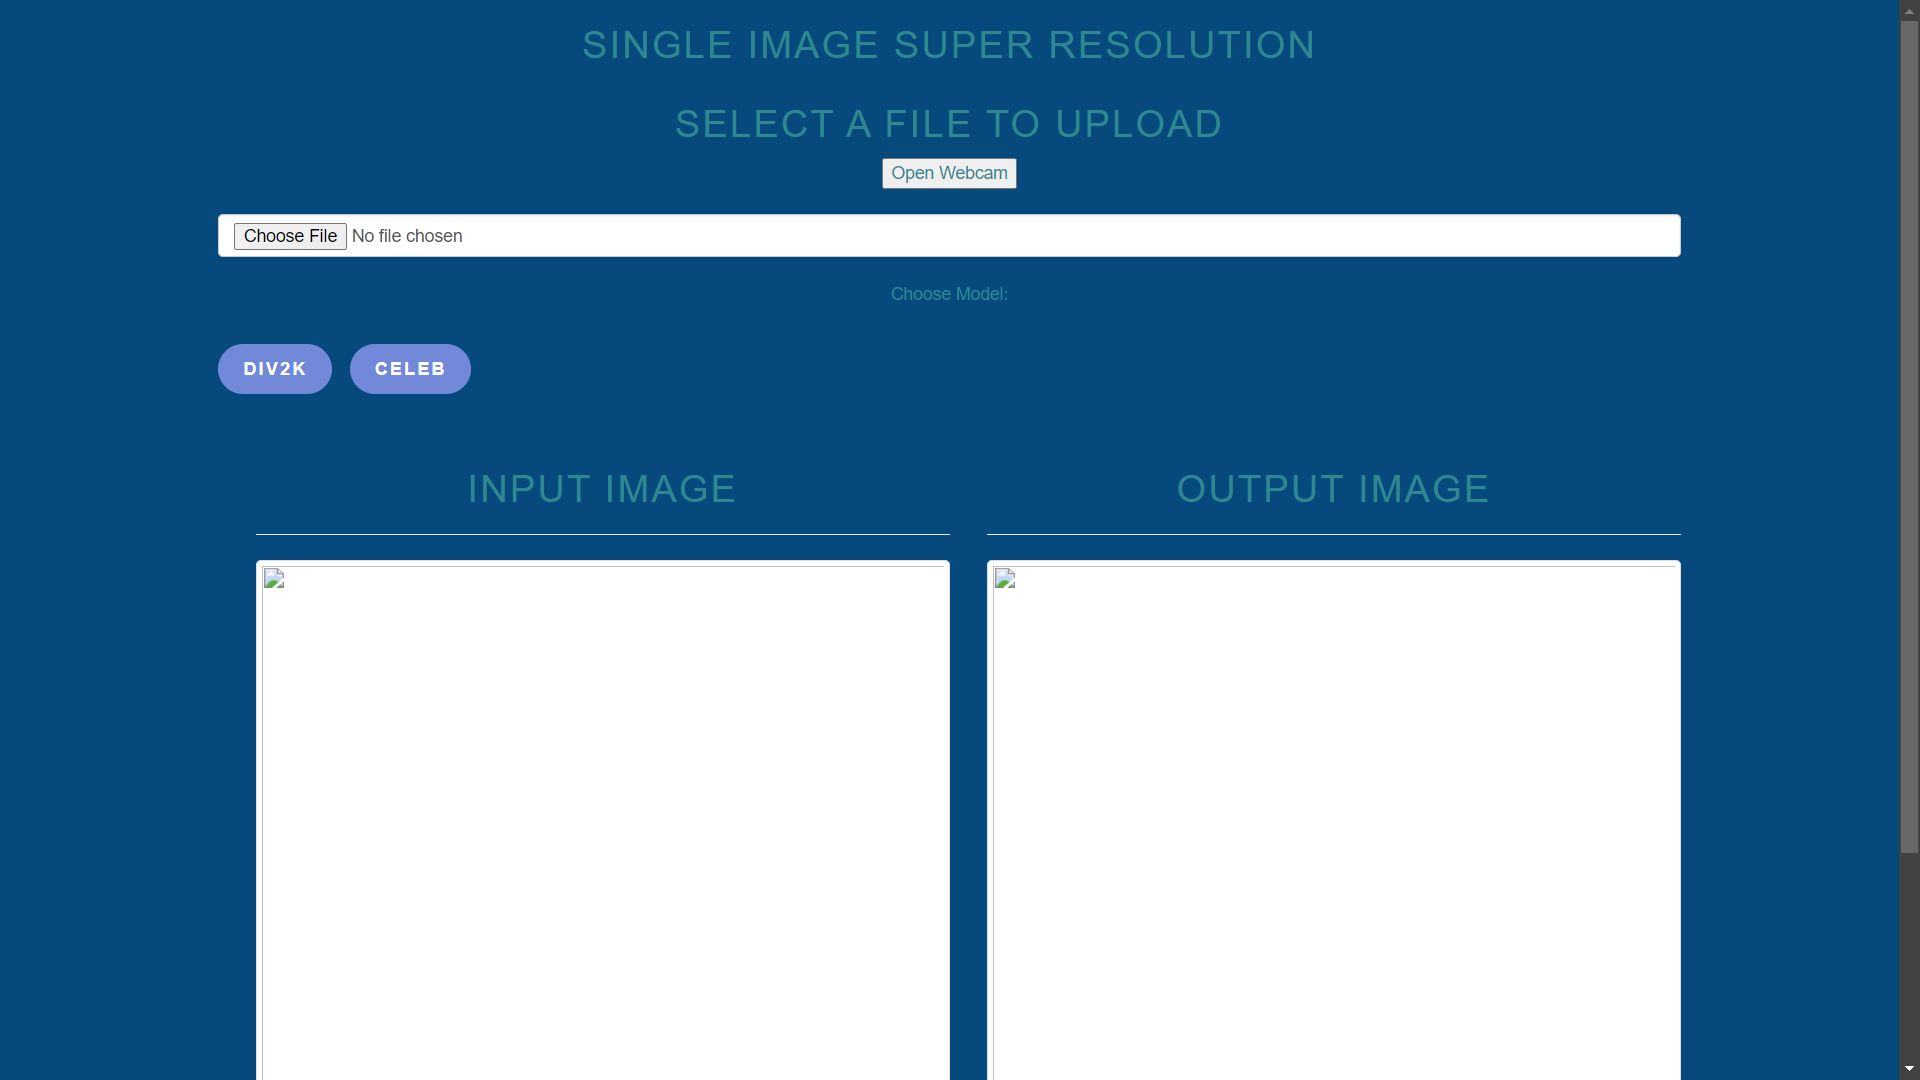 SINGLE IMAGE SUPER RESOLUTION
SELECT A FILE TO UPLOAD
Open Webcam
Choose File No file chosen
Choose Model:
DIV2K CELEB
INPUT IMAGE OUTPUT IMAGE